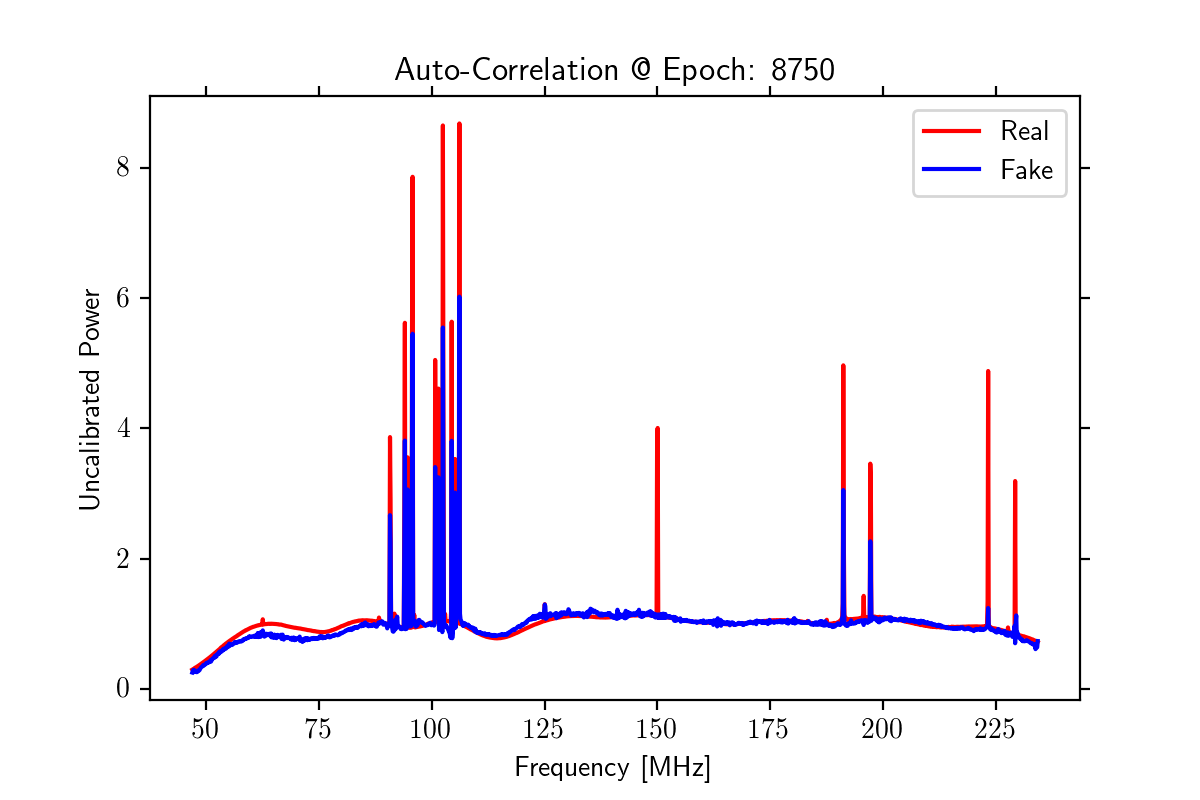 Auto-Correlation @ Epoch: 8750
Real
Fake
8
6
4
2
0
Uncalibrated Power
50 75 100 125 150 175 200 225
Frequency [MHz]